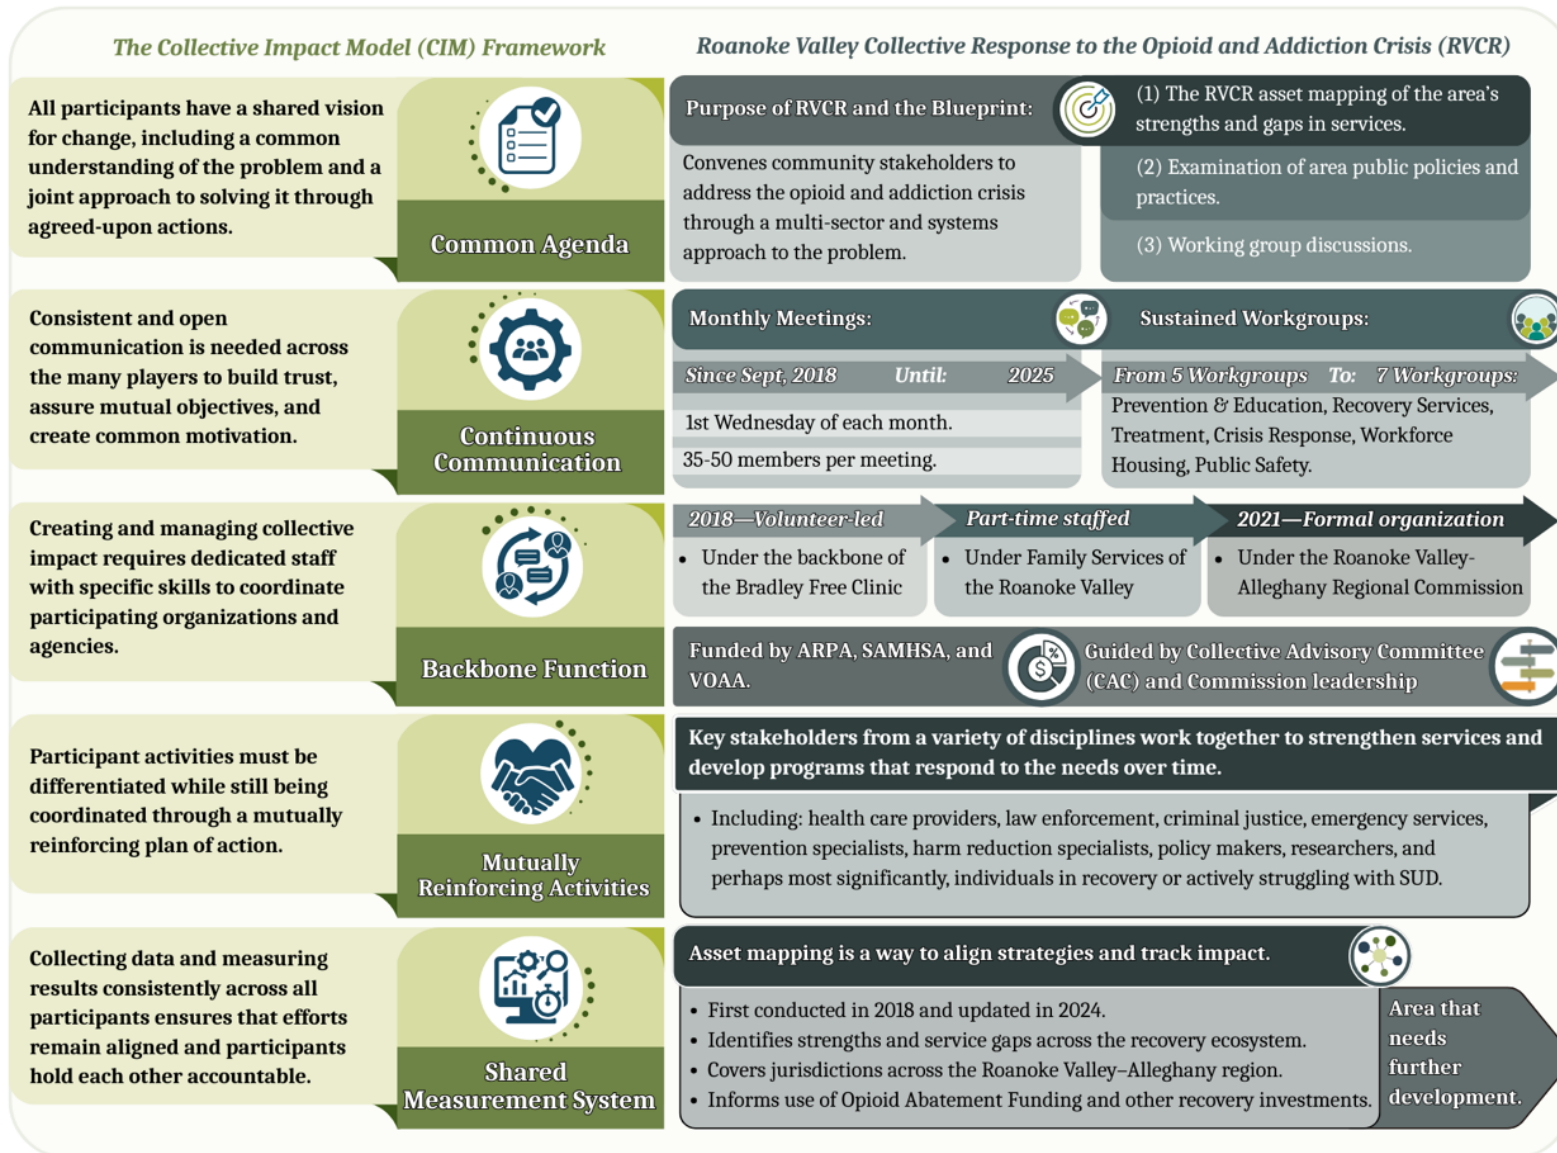 The Collective Impact Model (CIM) Framework
Roanoke Valley Collective Response to the Opioid and Addiction Crisis (RVCR)
All participants have a shared vision
for change, including a common
understanding of the problem and a
joint approach to solving it through
agreed-upon actions.
Common Agenda
Purpose of RVCR and the Blueprint:
Convenes community stakeholders to
address the opioid and addiction crisis
through a multi-sector and systems
approach to the problem.
(1) The RVCR asset mapping of the area's
strengths and gaps in services.
(2) Examination of area public policies and
practices.
(3) Working group discussions.
Consistent and open
communication is needed across
the many players to build trust,
assure mutual objectives, and
create common motivation.
Continuous
Communication
Monthly Meetings:
Since Sept, 2018 Until: 2025
1st Wednesday of each month.
35-50 members per meeting.
Sustained Workgroups:
From 5 Workgroups To: 7 Workgroups:
Prevention & Education, Recovery Services,
Treatment, Crisis Response, Workforce
Housing, Public Safety.
Creating and managing collective
impact requires dedicated staff
with specific skills to coordinate
participating organizations and
agencies.
Backbone Function
2018—Volunteer-led
• Under the backbone of
the Bradley Free Clinic
Part-time staffed
• Under Family Services of
the Roanoke Valley
2021—Formal organization
• Under the Roanoke Valley-
Alleghany Regional Commission
Funded by ARPA, SAMHSA, and
VOAA.
%
$
Guided by Collective Advisory Committee
(CAC) and Commission leadership
Participant activities must be
differentiated while still being
coordinated through a mutually
reinforcing plan of action.
Mutually
Reinforcing Activities
Key stakeholders from a variety of disciplines work together to strengthen services and
develop programs that respond to the needs over time.
• Including: health care providers, law enforcement, criminal justice, emergency services,
prevention specialists, harm reduction specialists, policy makers, researchers, and
perhaps most significantly, individuals in recovery or actively struggling with SUD.
Collecting data and measuring
results consistently across all
participants ensures that efforts
remain aligned and participants
hold each other accountable.
Shared
Measurement System
Asset mapping is a way to align strategies and track impact.
• First conducted in 2018 and updated in 2024.
• Identifies strengths and service gaps across the recovery ecosystem.
• Covers jurisdictions across the Roanoke Valley–Alleghany region.
• Informs use of Opioid Abatement Funding and other recovery investments.
Area that
needs
further
development.